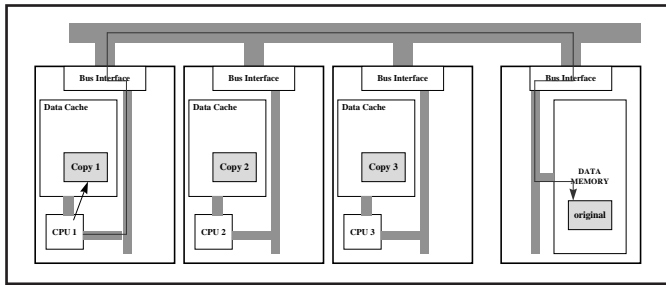 Bus Interface
Bus Interface
Bus Interface
Bus Interface
Data Cache
Data Cache
Data Cache
Copy 1
Copy 2
Copy 3
DATA
MEMORY
original
CPU 1
CPU 2
CPU 3